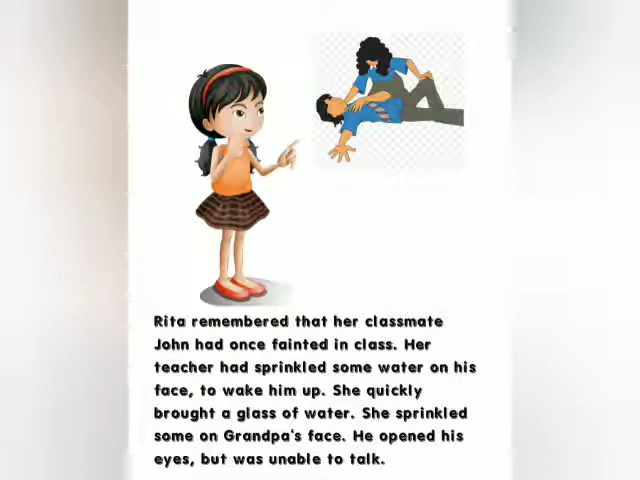 Rita remembered that her classmate
John had once fainted in class. Her
teacher had sprinkled some water on his
face, to wake him up. She quickly
brought a glass of water. She sprinkled
some on Grandpa's face. He opened his
eyes, but was unable to talk.